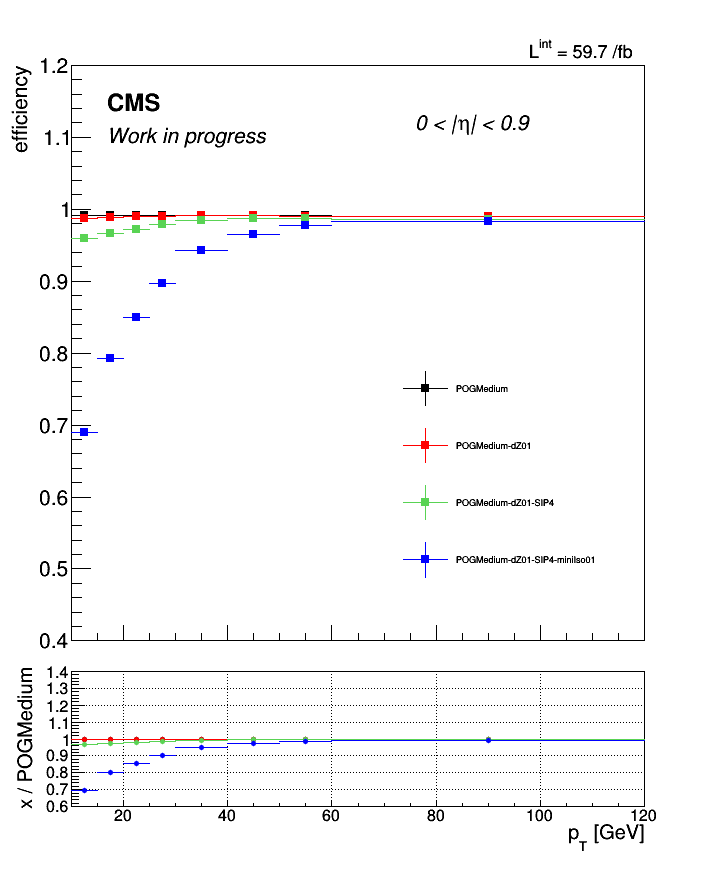 L^int = 59.7 /fb
efficiency
1.2
1.1
1
0.9
0.8
0.7
0.6
0.5
0.4
CMS
Work in progress
0 < |η| < 0.9
POGMedium
POGMedium-dZ01
POGMedium-dZ01-SIP4
POGMedium-dZ01-SIP4-miniIso01
x / POGMedium
1.4
1.3
1.2
1.1
1
0.9
0.8
0.7
0.6
20 40 60 80 100 120
p_T [GeV]